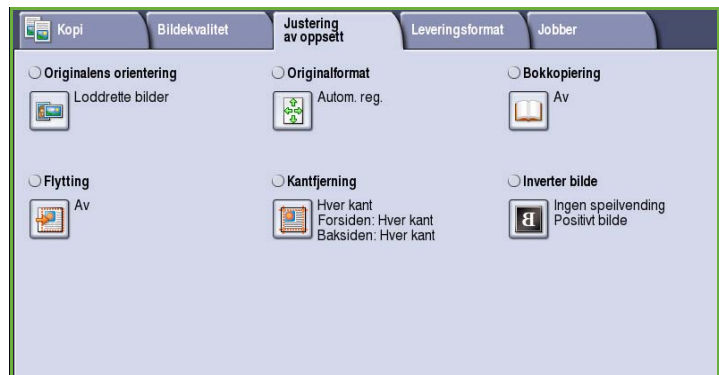 Kopi
Bildekvalitet
Justering
av oppsett
Leveringsformat
Jobber
Originalens orientering
Loddrette bilder
Originalformat
Autom. reg.
Bokkopiering
Av
Flytting
Av
Kantfjerning
Hver kant
Forsiden: Hver kant
Baksiden: Hver kant
Inverter bilde
Ingen speilvending
Positivt bilde